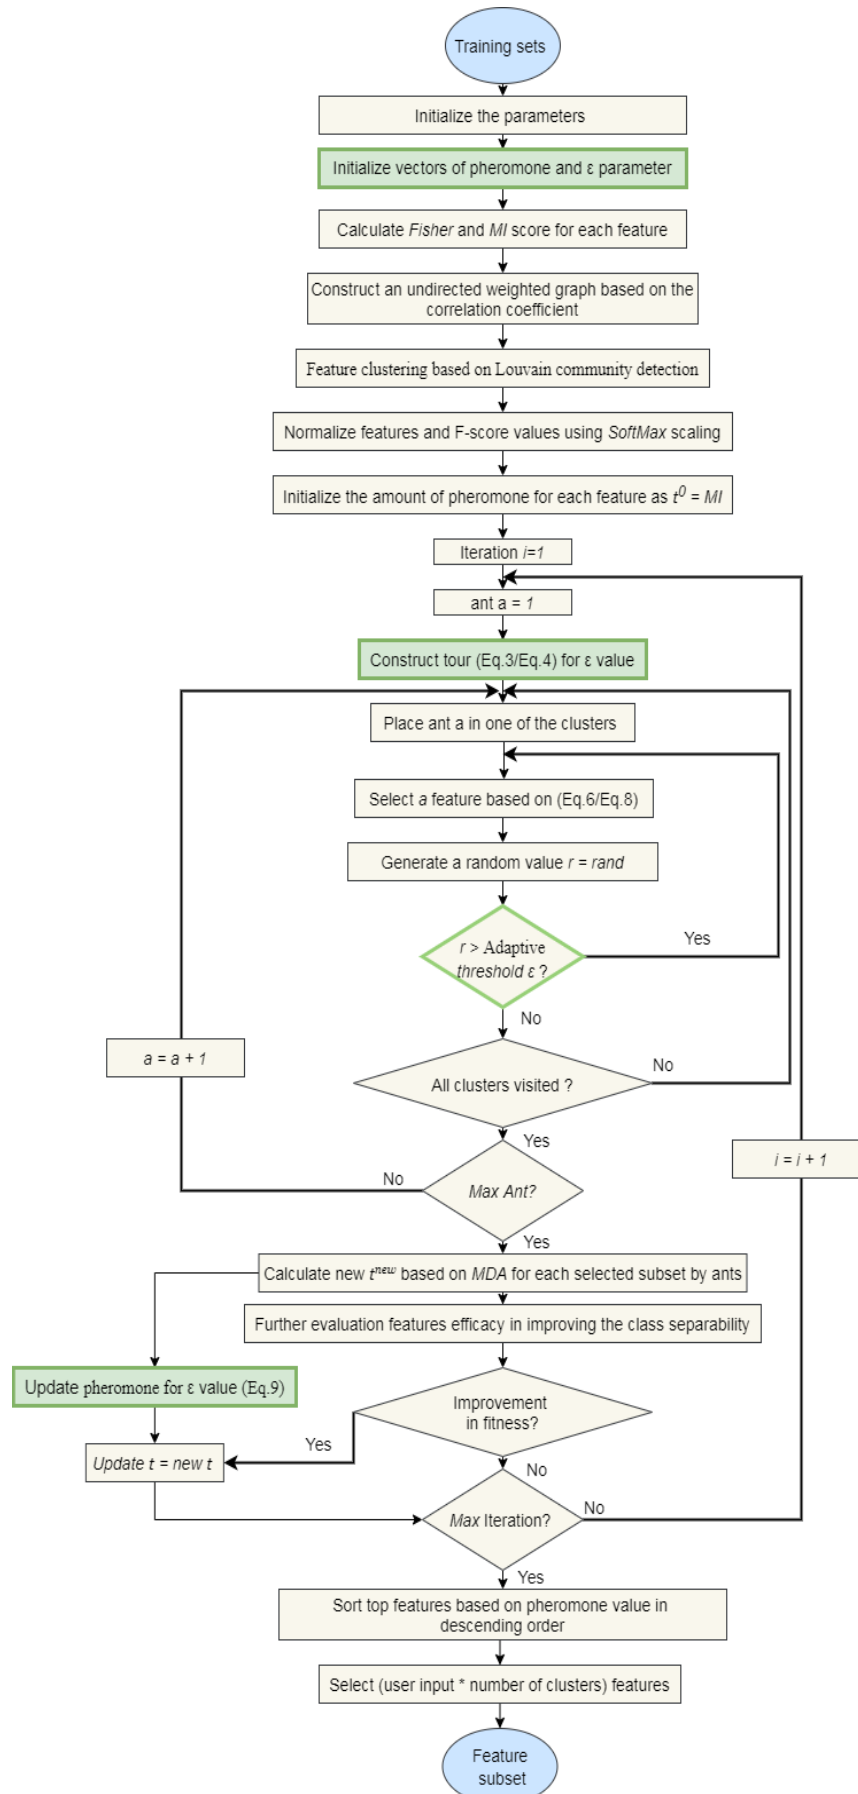 Training sets
Initialize the parameters
Initialize vectors of pheromone and ε parameter
Calculate Fisher and MI score for each feature
Construct an undirected weighted graph based on the
correlation coefficient
Feature clustering based on Louvain community detection
Normalize features and F-score values using SoftMax scaling
Initialize the amount of pheromone for each feature as t⁰ = MI
Iteration i=1
ant a = 1
Construct tour (Eq.3/Eq.4) for ε value
Place ant a in one of the clusters
Select a feature based on (Eq.6/Eq.8)
Generate a random value r = rand
r > Adaptive
threshold ε ?
Yes
No
a = a + 1
All clusters visited ?
No
Yes
i = i + 1
Max Ant?
No
Yes
Calculate new tⁿᵉʷ based on MDA for each selected subset by ants
Further evaluation features efficacy in improving the class separability
Update pheromone for ε value (Eq.9)
Improvement
in fitness?
Yes
Update t = new t
No
Max Iteration?
No
Yes
Sort top features based on pheromone value in
descending order
Select (user input * number of clusters) features
Feature
subset